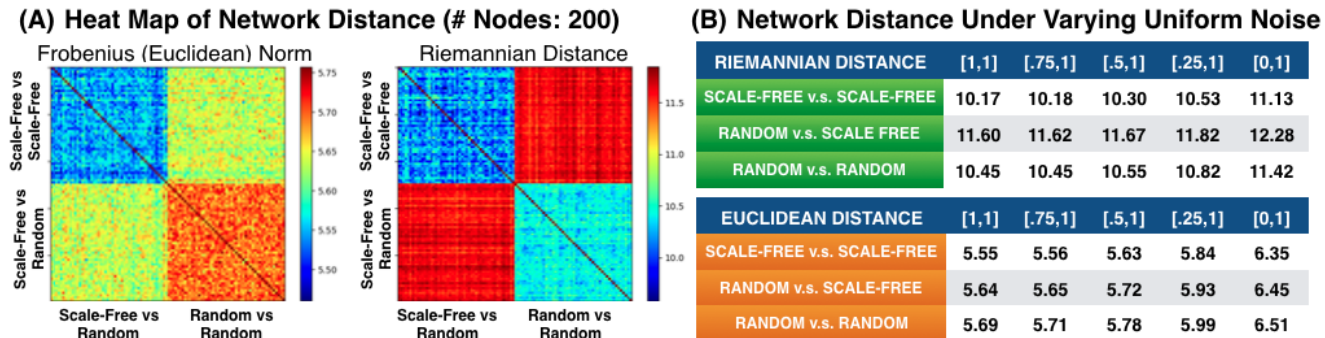 (A) Heat Map of Network Distance (# Nodes: 200)
Frobenius (Euclidean) Norm
Riemannian Distance
Scale-Free vs
Scale-Free
Scale-Free vs
Random
5.75
5.70
5.65
5.60
5.55
5.50
Scale-Free vs
Random
Random vs
Random
Scale-Free vs
Scale-Free
Scale-Free vs
Random
11.5
11.0
10.5
10.0
Scale-Free vs
Random
Random vs
Random
(B) Network Distance Under Varying Uniform Noise
RIEMANNIAN DISTANCE [1,1] [.75,1] [.5,1] [.25,1] [0,1]
SCALE-FREE v.s. SCALE-FREE 10.17 10.18 10.30 10.53 11.13
RANDOM v.s. SCALE FREE 11.60 11.62 11.67 11.82 12.28
RANDOM v.s. RANDOM 10.45 10.45 10.55 10.82 11.42
EUCLIDEAN DISTANCE [1,1] [.75,1] [.5,1] [.25,1] [0,1]
SCALE-FREE v.s. SCALE-FREE 5.55 5.56 5.63 5.84 6.35
RANDOM v.s. SCALE-FREE 5.64 5.65 5.72 5.93 6.45
RANDOM v.s. RANDOM 5.69 5.71 5.78 5.99 6.51